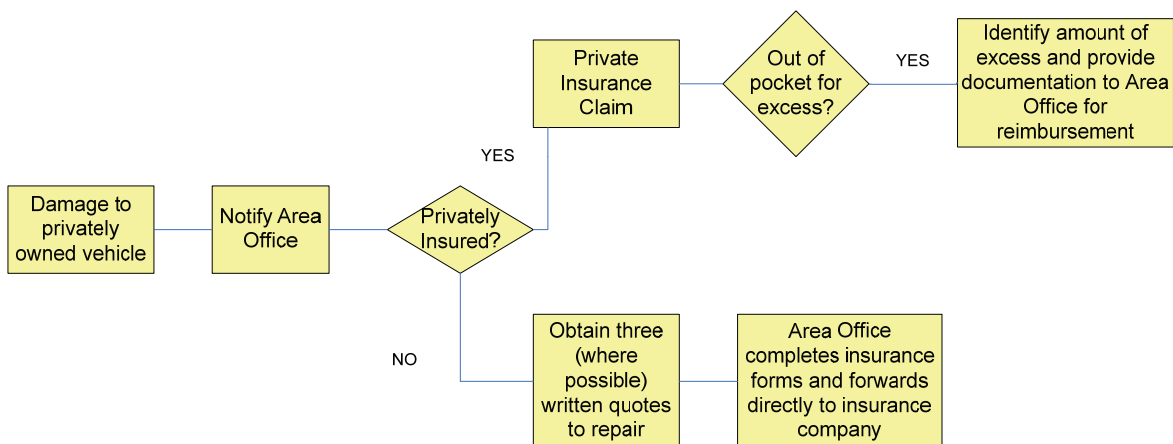 Damage to
privately
owned vehicle
Notify Area
Office
Privately
Insured?
YES
Private
Insurance
Claim
Out of
pocket for
excess?
YES
Identify amount of
excess and provide
documentation to Area
Office for
reimbursement
NO
Obtain three
(where
possible)
written quotes
to repair
Area Office
completes insurance
forms and forwards
directly to insurance
company